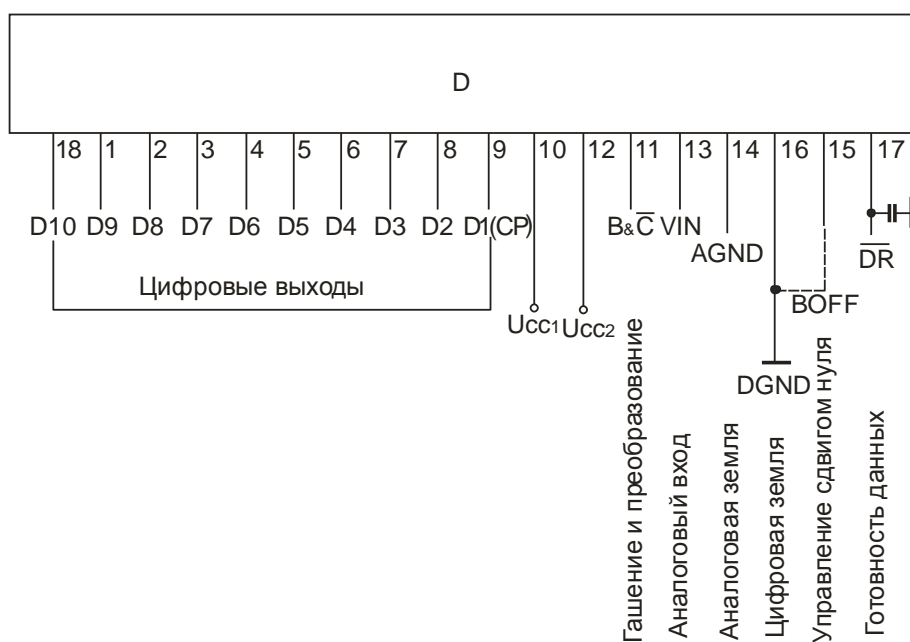 D
18 1 2 3 4 5 6 7 8 9 10 12 11 13 14 16 15 17
D10 D9 D8 D7 D6 D5 D4 D3 D2 D1(CP) B&C̅ VIN
AGND
D̅R̅
Цифровые выходы
BOFF
Ucc1 Ucc2
DGND
Гашение и преобразование
Аналоговый вход
Аналоговая земля
Цифровая земля
Управление сдвигом нуля
Готовность данных